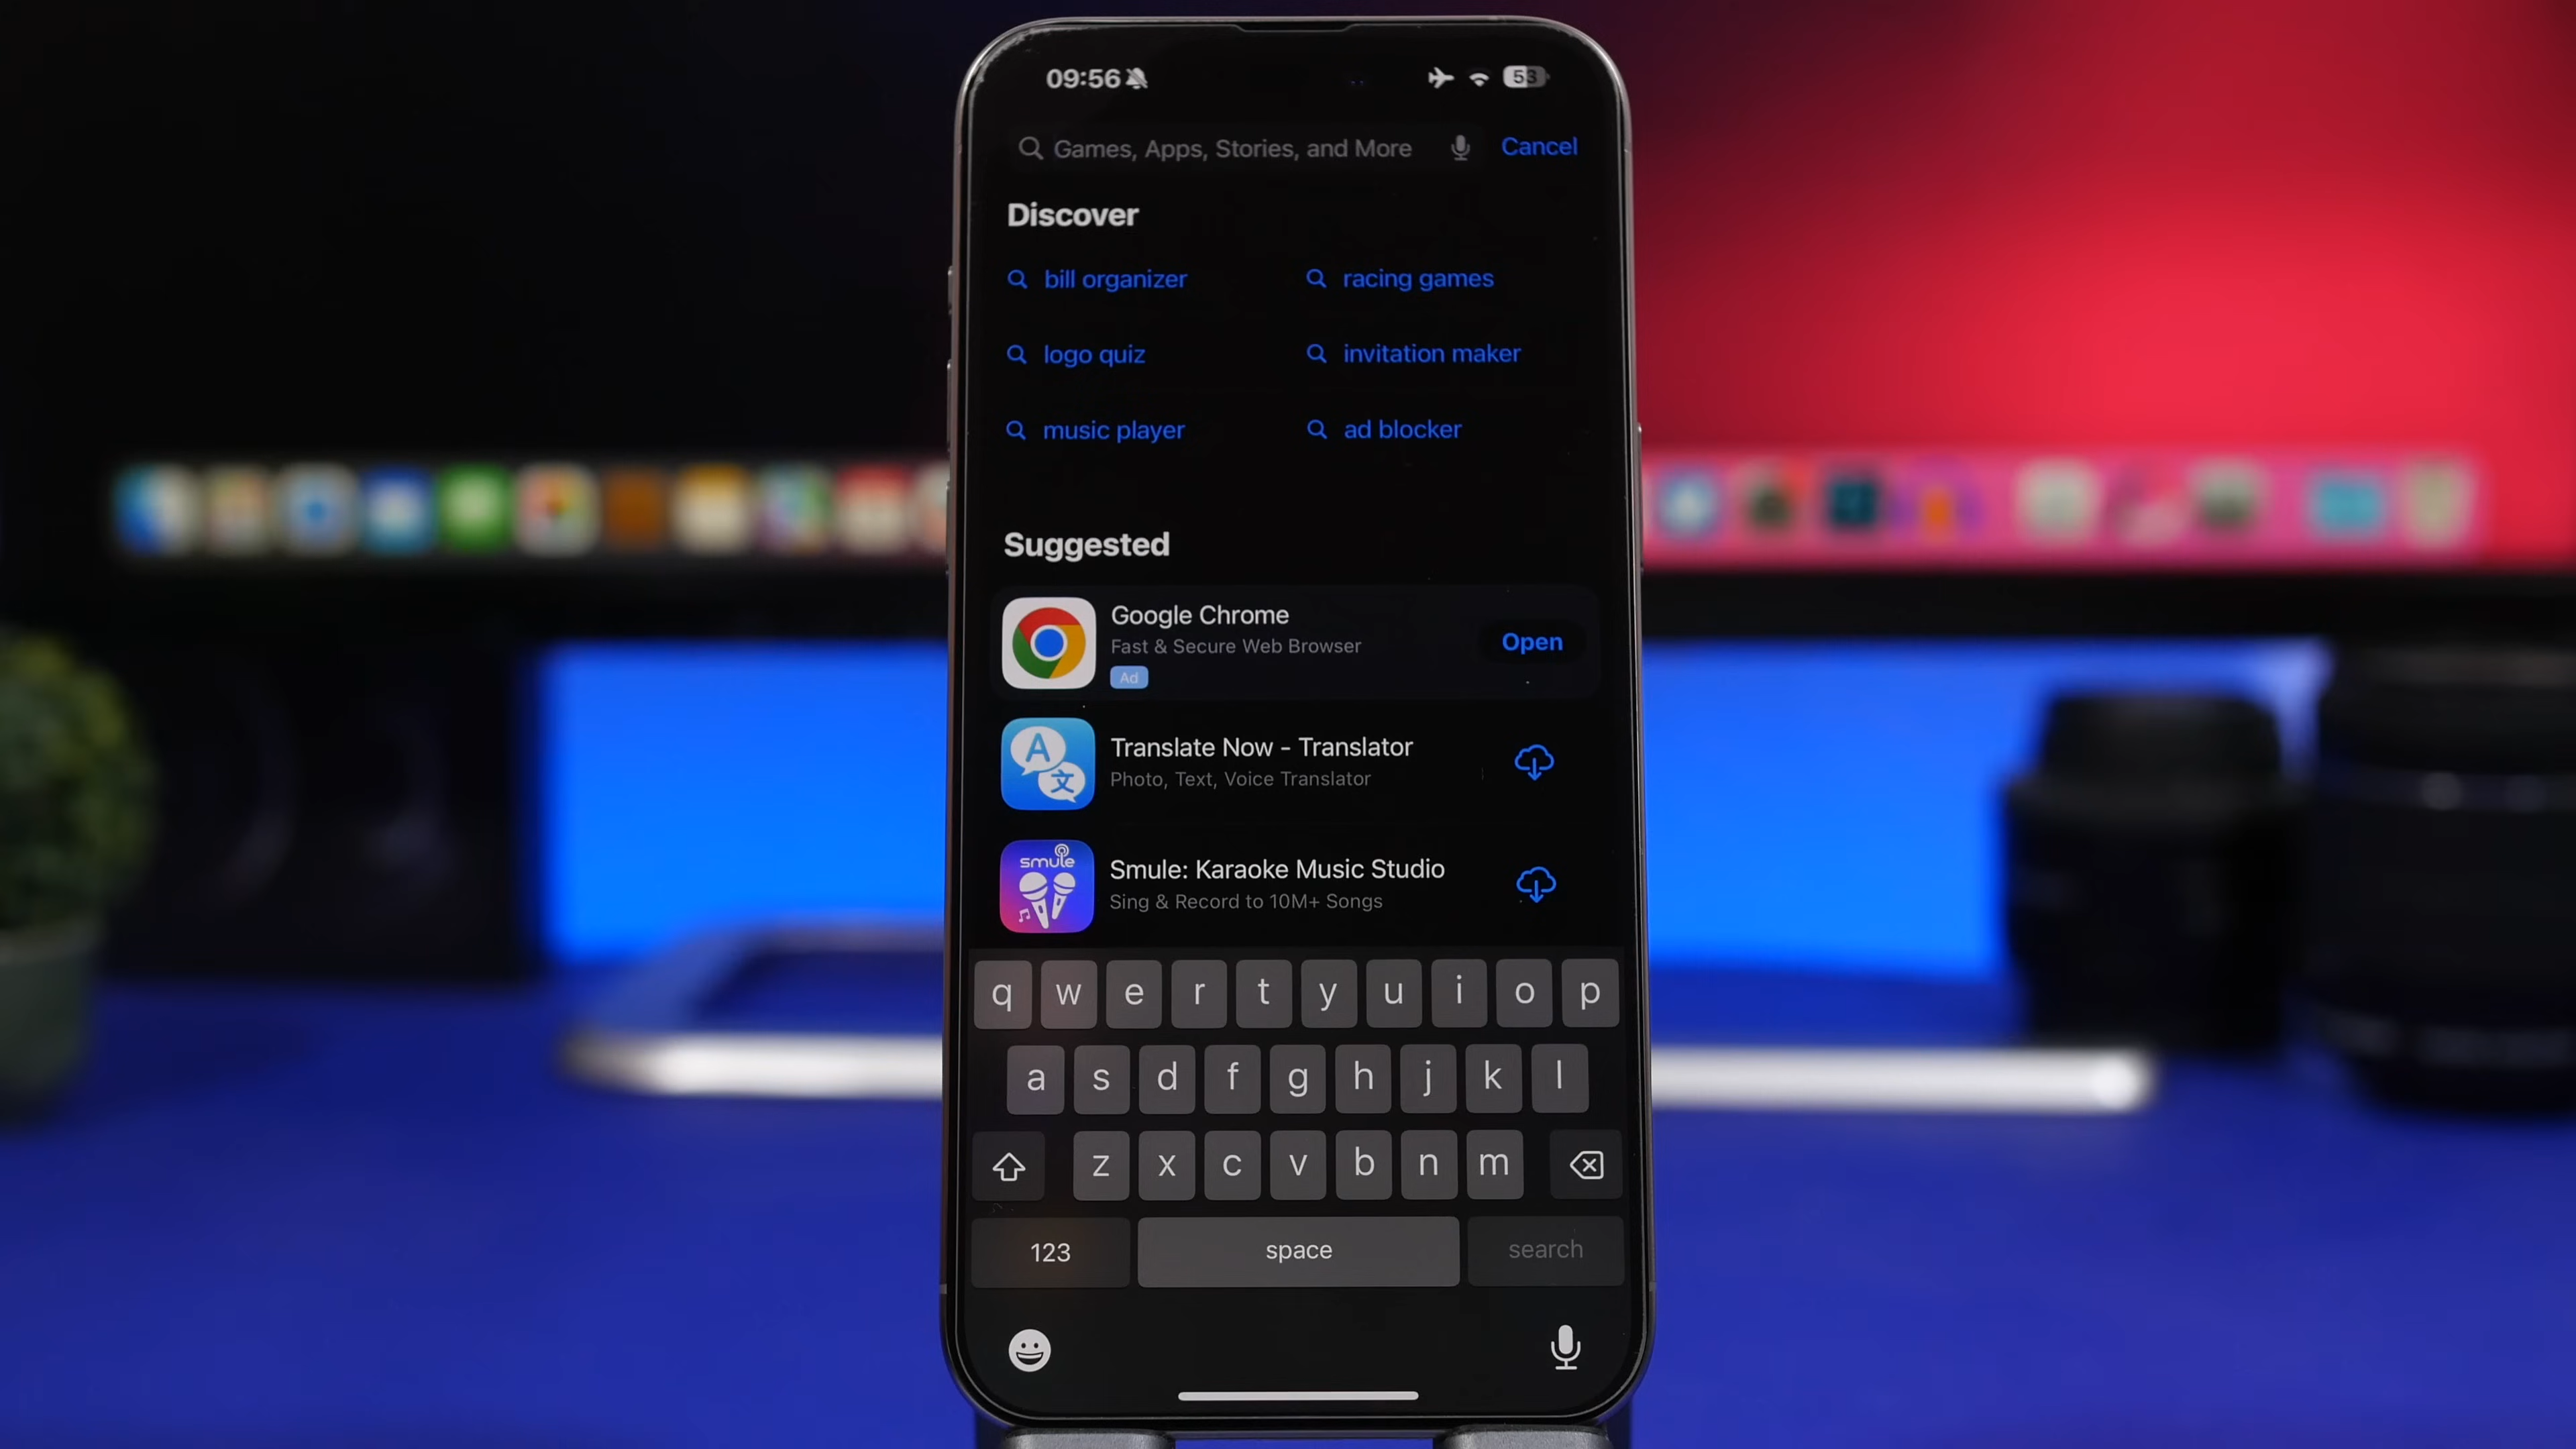 09:56
53
Games, Apps, Stories, and More
Cancel
Discover
bill organizer
racing games
logo quiz
invitation maker
music player
ad blocker
Suggested
Google Chrome
Fast & Secure Web Browser
Ad
Open
A
文
Translate Now - Translator
Photo, Text, Voice Translator
smule
Smule: Karaoke Music Studio
Sing & Record to 10M+ Songs
q w e r t y u i o p
a s d f g h j k l
z x c v b n m
123
space
search